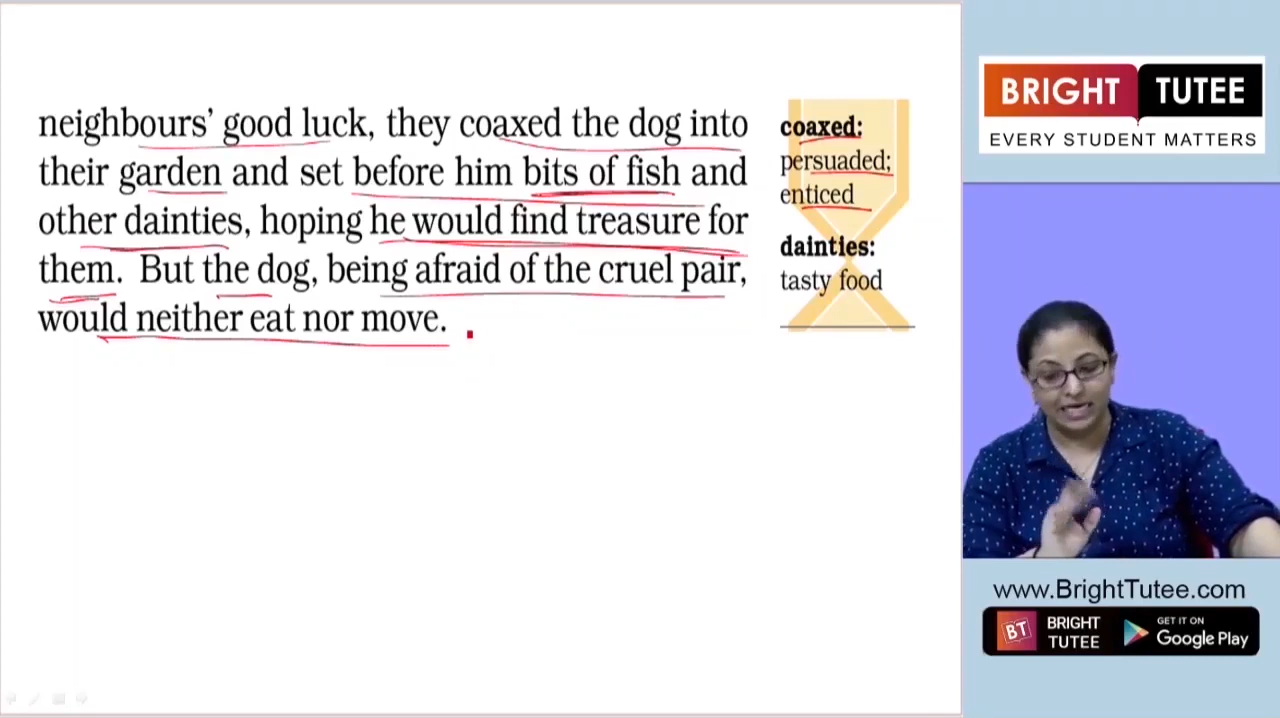 neighbours’ good luck, they coaxed the dog into
their garden and set before him bits of fish and
other dainties, hoping he would find treasure for
them. But the dog, being afraid of the cruel pair,
would neither eat nor move.
coaxed:
persuaded;
enticed
dainties:
tasty food
BRIGHT TUTEE
EVERY STUDENT MATTERS
www.BrightTutee.com
BT
BRIGHT
TUTEE
GET IT ON
Google Play